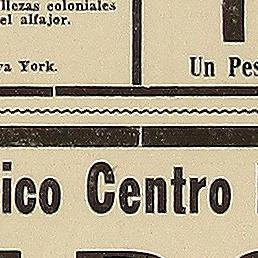 llezas coloniales
el alfajor.
va York.
Un Pes
ico Centro